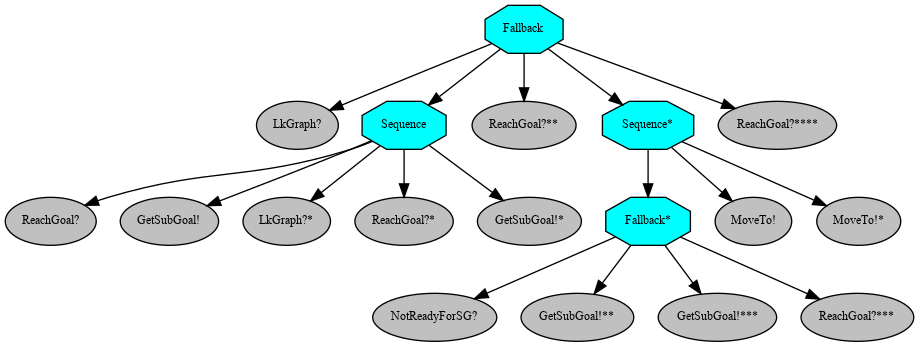 Fallback
LkGraph?
Sequence
ReachGoal?**
Sequence*
ReachGoal?****
ReachGoal?
GetSubGoal!
LkGraph?*
ReachGoal?*
GetSubGoal!*
Fallback*
MoveTo!
MoveTo!*
NotReadyForSG?
GetSubGoal!**
GetSubGoal!***
ReachGoal?***